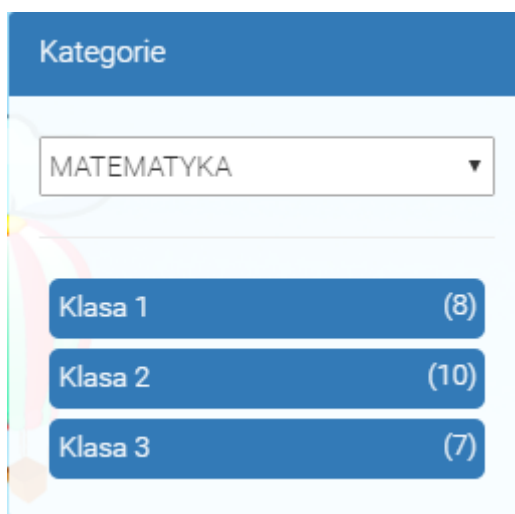 Kategorie
MATEMATYKA
Klasa 1 (8)
Klasa 2 (10)
Klasa 3 (7)